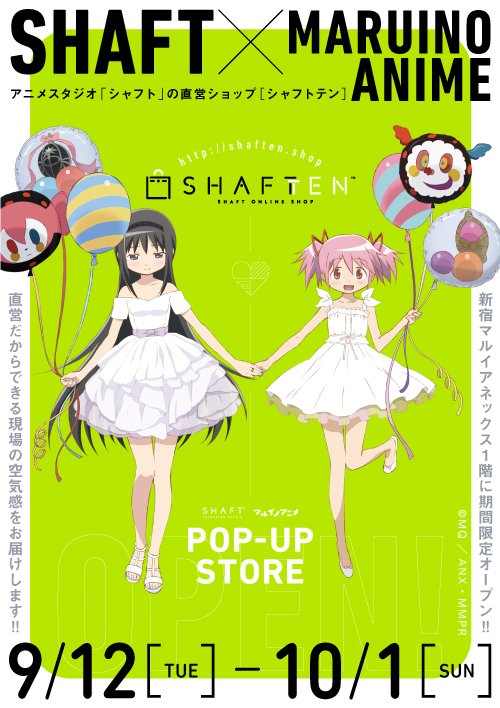 SHAFT×MARUINO
ANIME
アニメスタジオ「シャフト」の直営ショップ[シャフトテン]
http://shaften.shop
SHAFTEN™
SHAFT ONLINE SHOP
新宿マルイアネックス1階に期間限定オープン!!
直営だからできる現場の空気感をお届けします!!
SHAFT マルイノアニメ
POP-UP
STORE
OPEN!
©MQ/ANX・MMPR
9/12[TUE]–10/1[SUN]